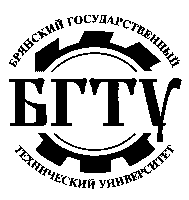 БРЯНСКИЙ ГОСУДАРСТВЕННЫЙ
БГТУ
ТЕХНИЧЕСКИЙ УНИВЕРСИТЕТ